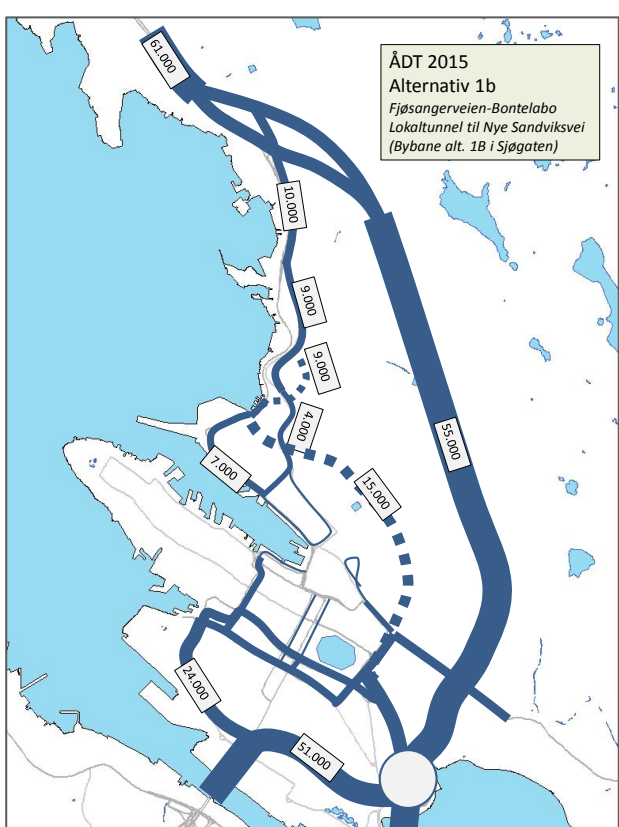 61.000
ÅDT 2015
Alternativ 1b
Fjøsangerveien-Bontelabo
Lokaltunnel til Nye Sandviksvei
(Bybane alt. 1B i Sjøgaten)
10.000
9.000
9.000
4.000
7.000
15.000
55.000
24.000
51.000